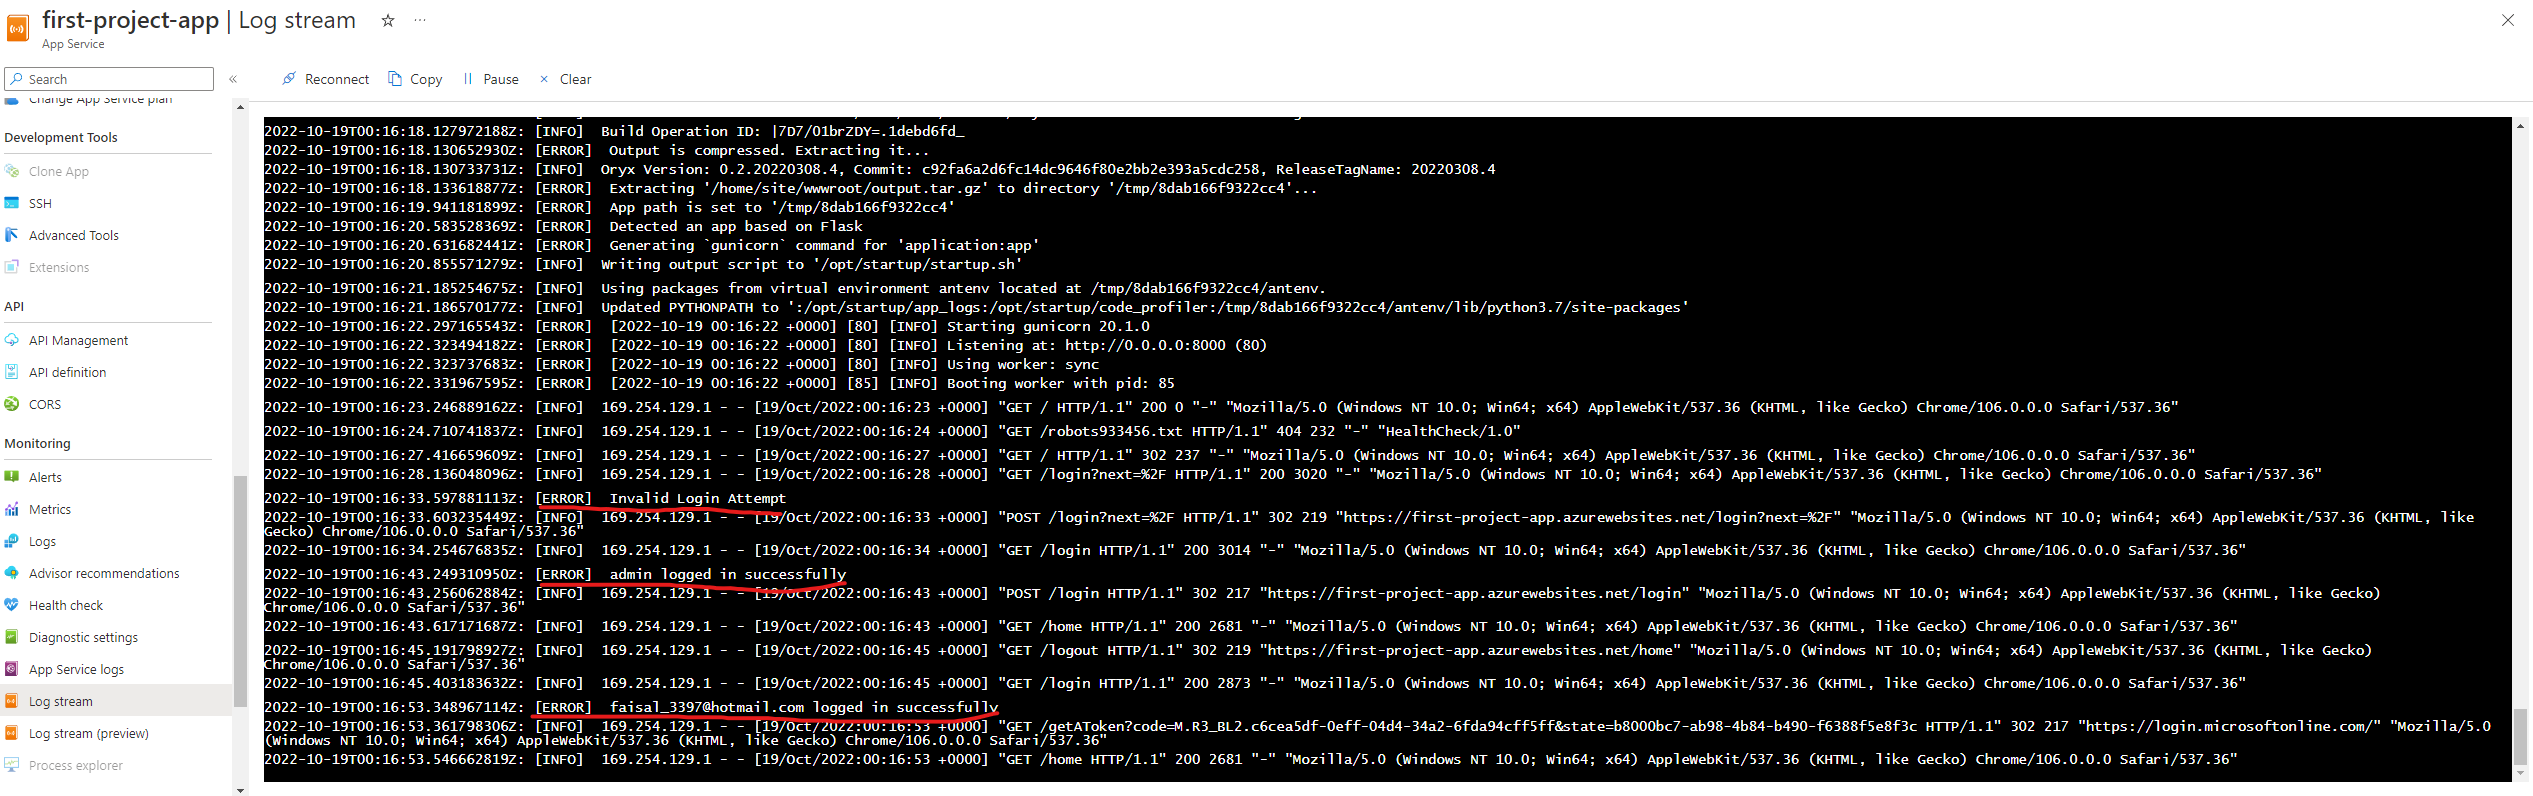 first-project-app | Log stream ☆ ...
App Service
Search «
Reconnect Copy Pause Clear
Change App Service plan
Development Tools
Clone App
SSH
Advanced Tools
Extensions
API
API Management
API definition
CORS
Monitoring
Alerts
Metrics
Logs
Advisor recommendations
Health check
Diagnostic settings
App Service logs
Log stream
Log stream (preview)
Process explorer
2022-10-19T00:16:18.127972188Z: [INFO]  Build Operation ID: |7D7/O1brZDY=.1debd6fd_
2022-10-19T00:16:18.130652930Z: [ERROR]  Output is compressed. Extracting it...
2022-10-19T00:16:18.130733731Z: [INFO]  Oryx Version: 0.2.20220308.4, Commit: c92fa6a2d6fc14dc9646f80e2bb2e393a5cdc258, ReleaseTagName: 20220308.4
2022-10-19T00:16:18.133618877Z: [ERROR]  Extracting '/home/site/wwwroot/output.tar.gz' to directory '/tmp/8dab166f9322cc4'...
2022-10-19T00:16:19.941181899Z: [ERROR]  App path is set to '/tmp/8dab166f9322cc4'
2022-10-19T00:16:20.583528369Z: [ERROR]  Detected an app based on Flask
2022-10-19T00:16:20.631682441Z: [ERROR]  Generating `gunicorn` command for 'application:app'
2022-10-19T00:16:20.855571279Z: [INFO]  Writing output script to '/opt/startup/startup.sh'
2022-10-19T00:16:21.185254675Z: [INFO]  Using packages from virtual environment antenv located at /tmp/8dab166f9322cc4/antenv.
2022-10-19T00:16:21.186570177Z: [INFO]  Updated PYTHONPATH to ':/opt/startup/app_logs:/opt/startup/code_profiler:/tmp/8dab166f9322cc4/antenv/lib/python3.7/site-packages'
2022-10-19T00:16:22.297165543Z: [ERROR]  [2022-10-19 00:16:22 +0000] [80] [INFO] Starting gunicorn 20.1.0
2022-10-19T00:16:22.323494182Z: [ERROR]  [2022-10-19 00:16:22 +0000] [80] [INFO] Listening at: http://0.0.0.0:8000 (80)
2022-10-19T00:16:22.323737683Z: [ERROR]  [2022-10-19 00:16:22 +0000] [80] [INFO] Using worker: sync
2022-10-19T00:16:22.331967595Z: [ERROR]  [2022-10-19 00:16:22 +0000] [85] [INFO] Booting worker with pid: 85
2022-10-19T00:16:23.246889162Z: [INFO]  169.254.129.1 - - [19/Oct/2022:00:16:23 +0000] "GET / HTTP/1.1" 200 0 "-" "Mozilla/5.0 (Windows NT 10.0; Win64; x64) AppleWebKit/537.36 (KHTML, like Gecko) Chrome/106.0.0.0 Safari/537.36"
2022-10-19T00:16:24.710741837Z: [INFO]  169.254.129.1 - - [19/Oct/2022:00:16:24 +0000] "GET /robots933456.txt HTTP/1.1" 404 232 "-" "HealthCheck/1.0"
2022-10-19T00:16:27.416659609Z: [INFO]  169.254.129.1 - - [19/Oct/2022:00:16:27 +0000] "GET / HTTP/1.1" 302 237 "-" "Mozilla/5.0 (Windows NT 10.0; Win64; x64) AppleWebKit/537.36 (KHTML, like Gecko) Chrome/106.0.0.0 Safari/537.36"
2022-10-19T00:16:28.136048096Z: [INFO]  169.254.129.1 - - [19/Oct/2022:00:16:28 +0000] "GET /login?next=%2F HTTP/1.1" 200 3020 "-" "Mozilla/5.0 (Windows NT 10.0; Win64; x64) AppleWebKit/537.36 (KHTML, like Gecko) Chrome/106.0.0.0 Safari/537.36"
2022-10-19T00:16:33.597881113Z: [ERROR]  Invalid Login Attempt
2022-10-19T00:16:33.603235449Z: [INFO]  169.254.129.1 - - [19/Oct/2022:00:16:33 +0000] "POST /login?next=%2F HTTP/1.1" 302 219 "https://first-project-app.azurewebsites.net/login?next=%2F" "Mozilla/5.0 (Windows NT 10.0; Win64; x64) AppleWebKit/537.36 (KHTML, like
Gecko) Chrome/106.0.0.0 Safari/537.36"
2022-10-19T00:16:34.254676835Z: [INFO]  169.254.129.1 - - [19/Oct/2022:00:16:34 +0000] "GET /login HTTP/1.1" 200 3014 "-" "Mozilla/5.0 (Windows NT 10.0; Win64; x64) AppleWebKit/537.36 (KHTML, like Gecko) Chrome/106.0.0.0 Safari/537.36"
2022-10-19T00:16:43.249310950Z: [ERROR]  admin logged in successfully
2022-10-19T00:16:43.256062884Z: [INFO]  169.254.129.1 - - [19/Oct/2022:00:16:43 +0000] "POST /login HTTP/1.1" 302 217 "https://first-project-app.azurewebsites.net/login" "Mozilla/5.0 (Windows NT 10.0; Win64; x64) AppleWebKit/537.36 (KHTML, like Gecko)
Chrome/106.0.0.0 Safari/537.36"
2022-10-19T00:16:43.617171687Z: [INFO]  169.254.129.1 - - [19/Oct/2022:00:16:43 +0000] "GET /home HTTP/1.1" 200 2681 "-" "Mozilla/5.0 (Windows NT 10.0; Win64; x64) AppleWebKit/537.36 (KHTML, like Gecko) Chrome/106.0.0.0 Safari/537.36"
2022-10-19T00:16:45.191798927Z: [INFO]  169.254.129.1 - - [19/Oct/2022:00:16:45 +0000] "GET /logout HTTP/1.1" 302 219 "https://first-project-app.azurewebsites.net/home" "Mozilla/5.0 (Windows NT 10.0; Win64; x64) AppleWebKit/537.36 (KHTML, like Gecko)
Chrome/106.0.0.0 Safari/537.36"
2022-10-19T00:16:45.403183632Z: [INFO]  169.254.129.1 - - [19/Oct/2022:00:16:45 +0000] "GET /login HTTP/1.1" 200 2873 "-" "Mozilla/5.0 (Windows NT 10.0; Win64; x64) AppleWebKit/537.36 (KHTML, like Gecko) Chrome/106.0.0.0 Safari/537.36"
2022-10-19T00:16:53.348967114Z: [ERROR]  faisal_3397@hotmail.com logged in successfully
2022-10-19T00:16:53.361798306Z: [INFO]  169.254.129.1 - - [19/Oct/2022:00:16:53 +0000] "GET /getAToken?code=M.R3_BL2.c6cea5df-0eff-04d4-34a2-6fda94cff5ff&state=b8000bc7-ab98-4b84-b490-f6388f5e8f3c HTTP/1.1" 302 217 "https://login.microsoftonline.com/" "Mozilla/5.0
(Windows NT 10.0; Win64; x64) AppleWebKit/537.36 (KHTML, like Gecko) Chrome/106.0.0.0 Safari/537.36"
2022-10-19T00:16:53.546662819Z: [INFO]  169.254.129.1 - - [19/Oct/2022:00:16:53 +0000] "GET /home HTTP/1.1" 200 2681 "-" "Mozilla/5.0 (Windows NT 10.0; Win64; x64) AppleWebKit/537.36 (KHTML, like Gecko) Chrome/106.0.0.0 Safari/537.36"